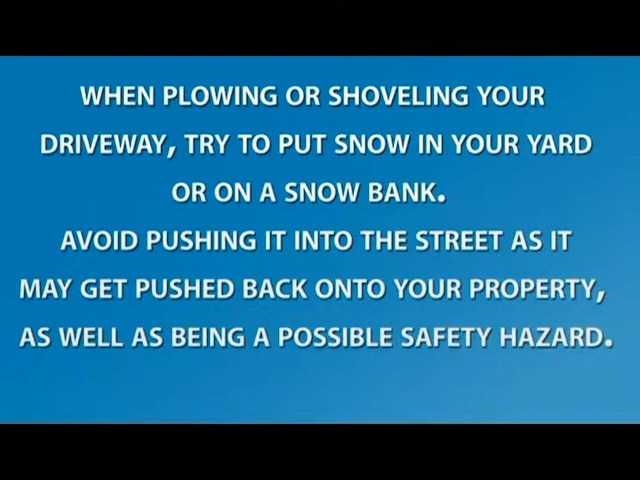 WHEN PLOWING OR SHOVELING YOUR
DRIVEWAY, TRY TO PUT SNOW IN YOUR YARD
OR ON A SNOW BANK.
AVOID PUSHING IT INTO THE STREET AS IT
MAY GET PUSHED BACK ONTO YOUR PROPERTY,
AS WELL AS BEING A POSSIBLE SAFETY HAZARD.